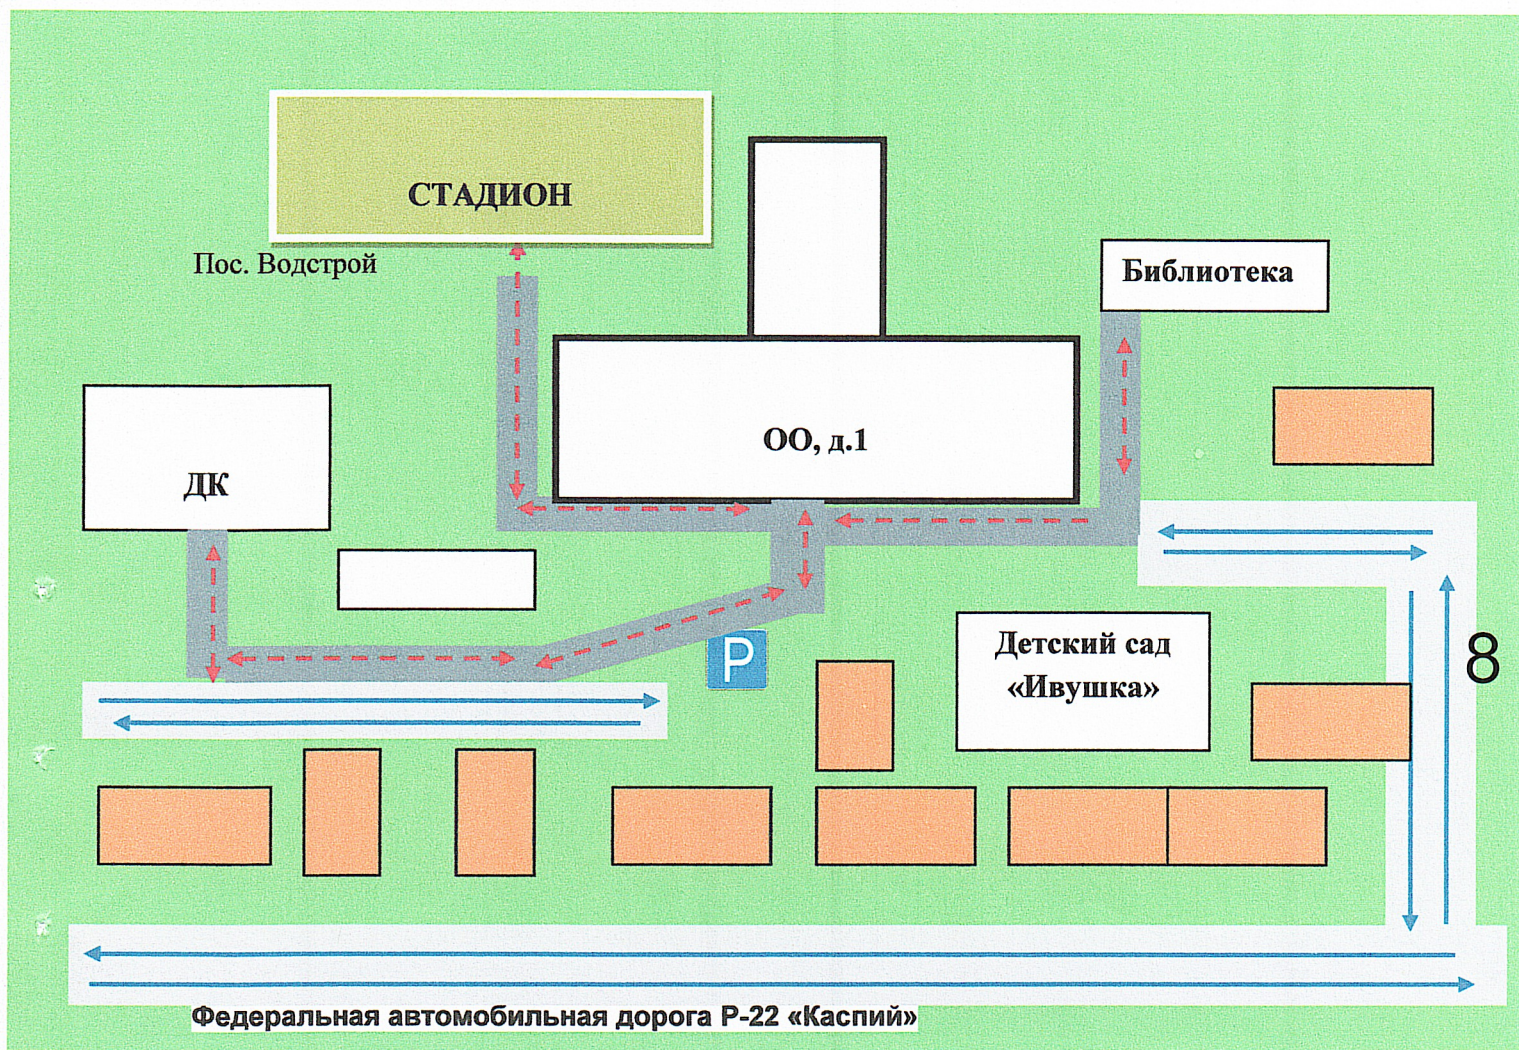 СТАДИОН
Пос. Водстрой
Библиотека
ОО, д.1
ДК
Детский сад
«Ивушка»
P
8
Федеральная автомобильная дорога Р-22 «Каспий»